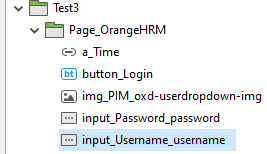 Test3
Page_OrangeHRM
a_Time
bt button_Login
img_PIM_oxd-userdropdown-img
input_Password_password
input_Username_username